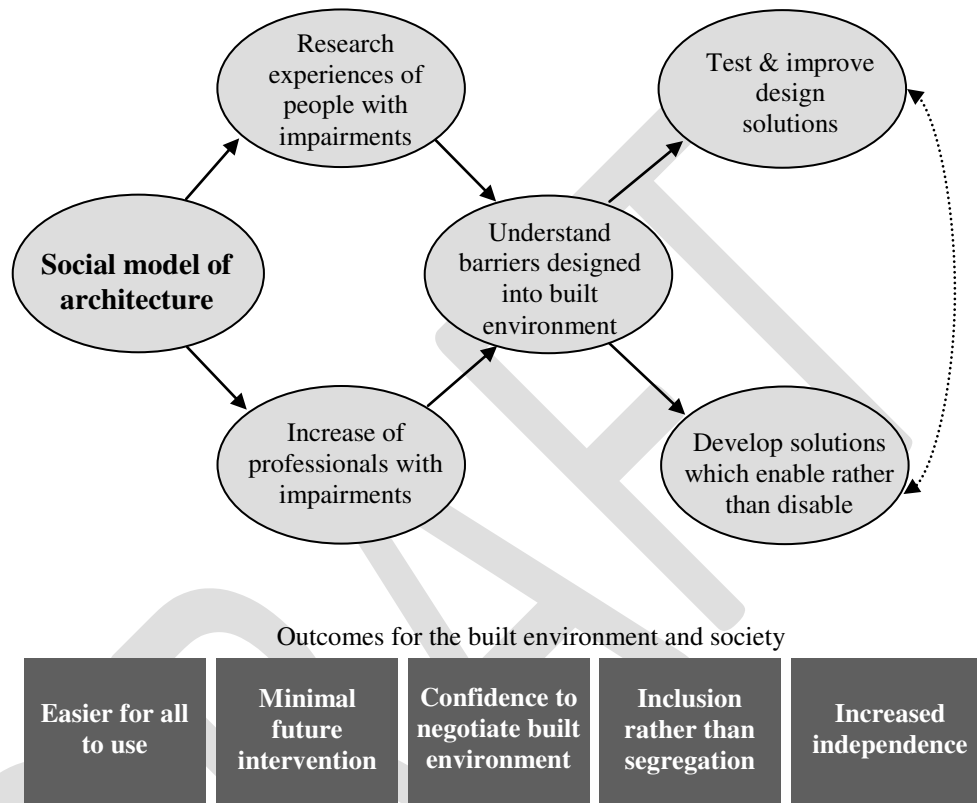 Research
experiences of
people with
impairments
Test & improve
design
solutions
Social model of
architecture
Understand
barriers designed
into built
environment
Increase of
professionals with
impairments
Develop solutions
which enable rather
than disable
Outcomes for the built environment and society
Easier for all
to use
Minimal
future
intervention
Confidence to
negotiate built
environment
Inclusion
rather than
segregation
Increased
independence
DRAFT